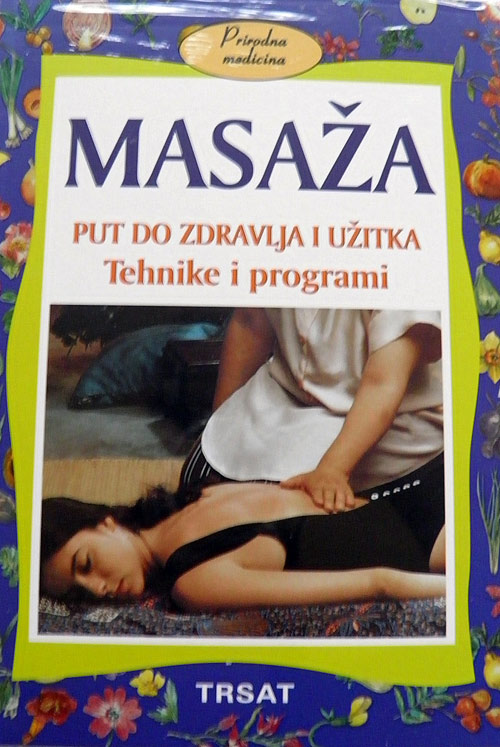 Prirodna
medicina
MASAŽA
PUT DO ZDRAVLJA I UŽITKA
Tehnike i programi
TRSAT